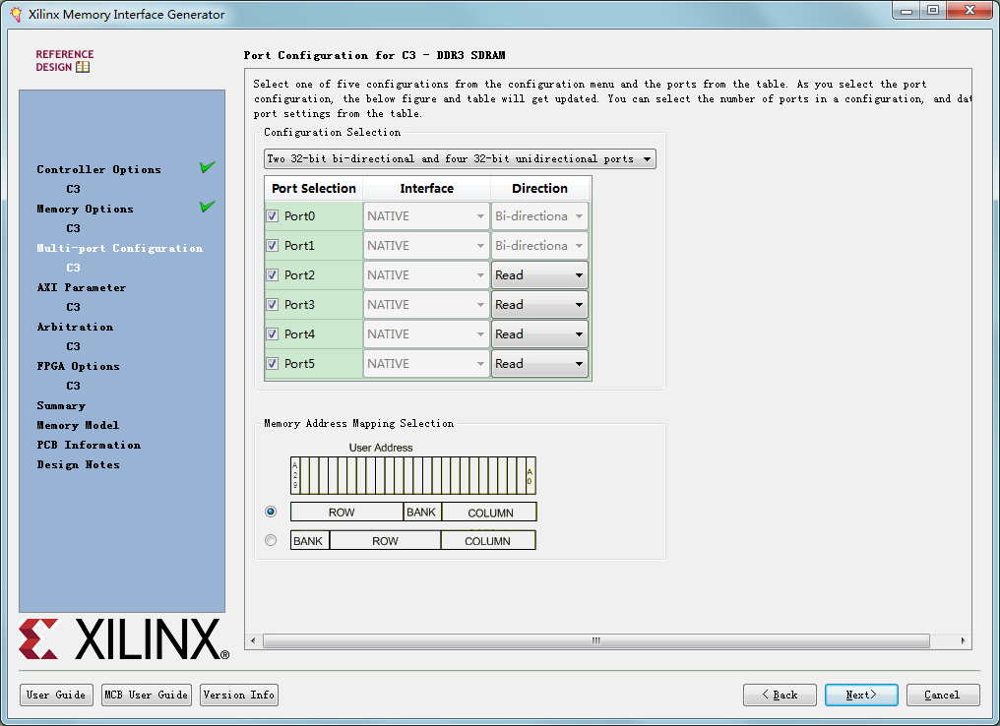 Xilinx Memory Interface Generator
REFERENCE
DESIGN
Controller Options
C3
Memory Options
C3
Multi-port Configuration
C3
AXI Parameter
C3
Arbitration
C3
FPGA Options
C3
Summary
Memory Model
PCB Information
Design Notes
XILINX®
Port Configuration for C3 - DDR3 SDRAM
Select one of five configurations from the configuration menu and the ports from the table. As you select the port
configuration, the below figure and table will get updated. You can select the number of ports in a configuration, and dat
port settings from the table.
Configuration Selection
Two 32-bit bi-directional and four 32-bit unidirectional ports
Port Selection Interface Direction
Port0 NATIVE Bi-directiona
Port1 NATIVE Bi-directiona
Port2 NATIVE Read
Port3 NATIVE Read
Port4 NATIVE Read
Port5 NATIVE Read
Memory Address Mapping Selection
User Address
A29 A0
ROW BANK COLUMN
BANK ROW COLUMN
User Guide MCB User Guide Version Info < Back Next> Cancel